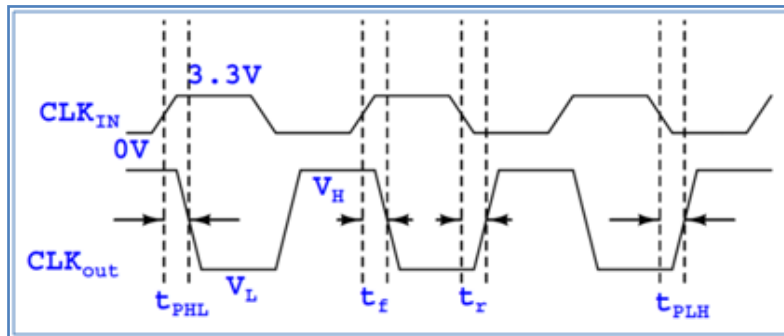 3.3V
CLK_IN
0V
V_H
CLK_out
t_PHL V_L t_f t_r t_PLH